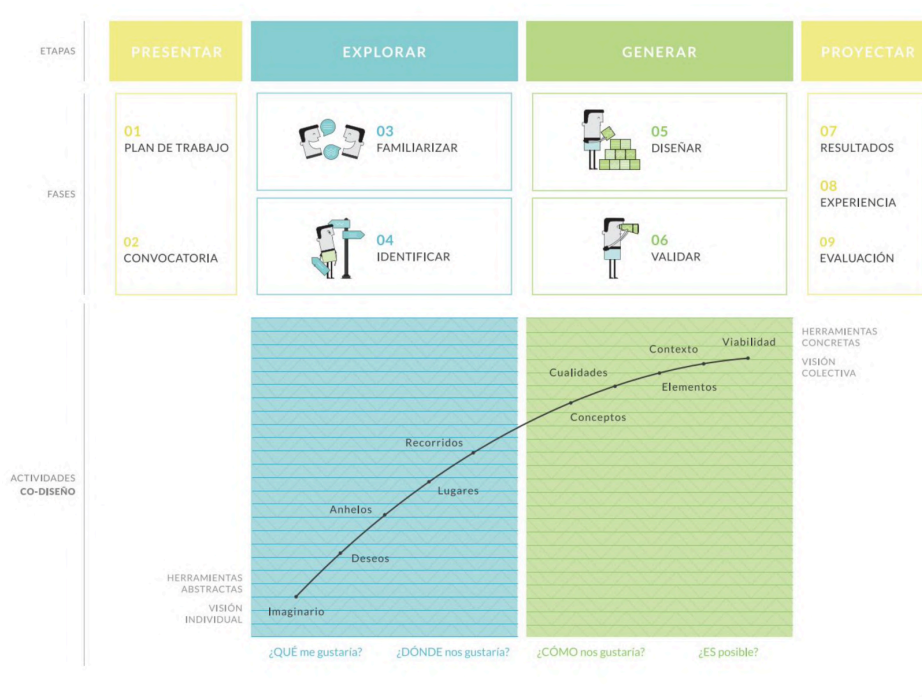 ETAPAS
PRESENTAR
EXPLORAR
GENERAR
PROYECTAR
FASES
01
PLAN DE TRABAJO
02
CONVOCATORIA
03
FAMILIARIZAR
04
IDENTIFICAR
05
DISEÑAR
06
VALIDAR
07
RESULTADOS
08
EXPERIENCIA
09
EVALUACIÓN
ACTIVIDADES
CO-DISEÑO
HERRAMIENTAS
ABSTRACTAS
VISIÓN
INDIVIDUAL
Imaginario
Deseos
Anhelos
Lugares
Recorridos
Conceptos
Cualidades
Elementos
Contexto
Viabilidad
HERRAMIENTAS
CONCRETAS
VISIÓN
COLECTIVA
¿QUÉ me gustaría?
¿DÓNDE nos gustaría?
¿CÓMO nos gustaría?
¿ES posible?